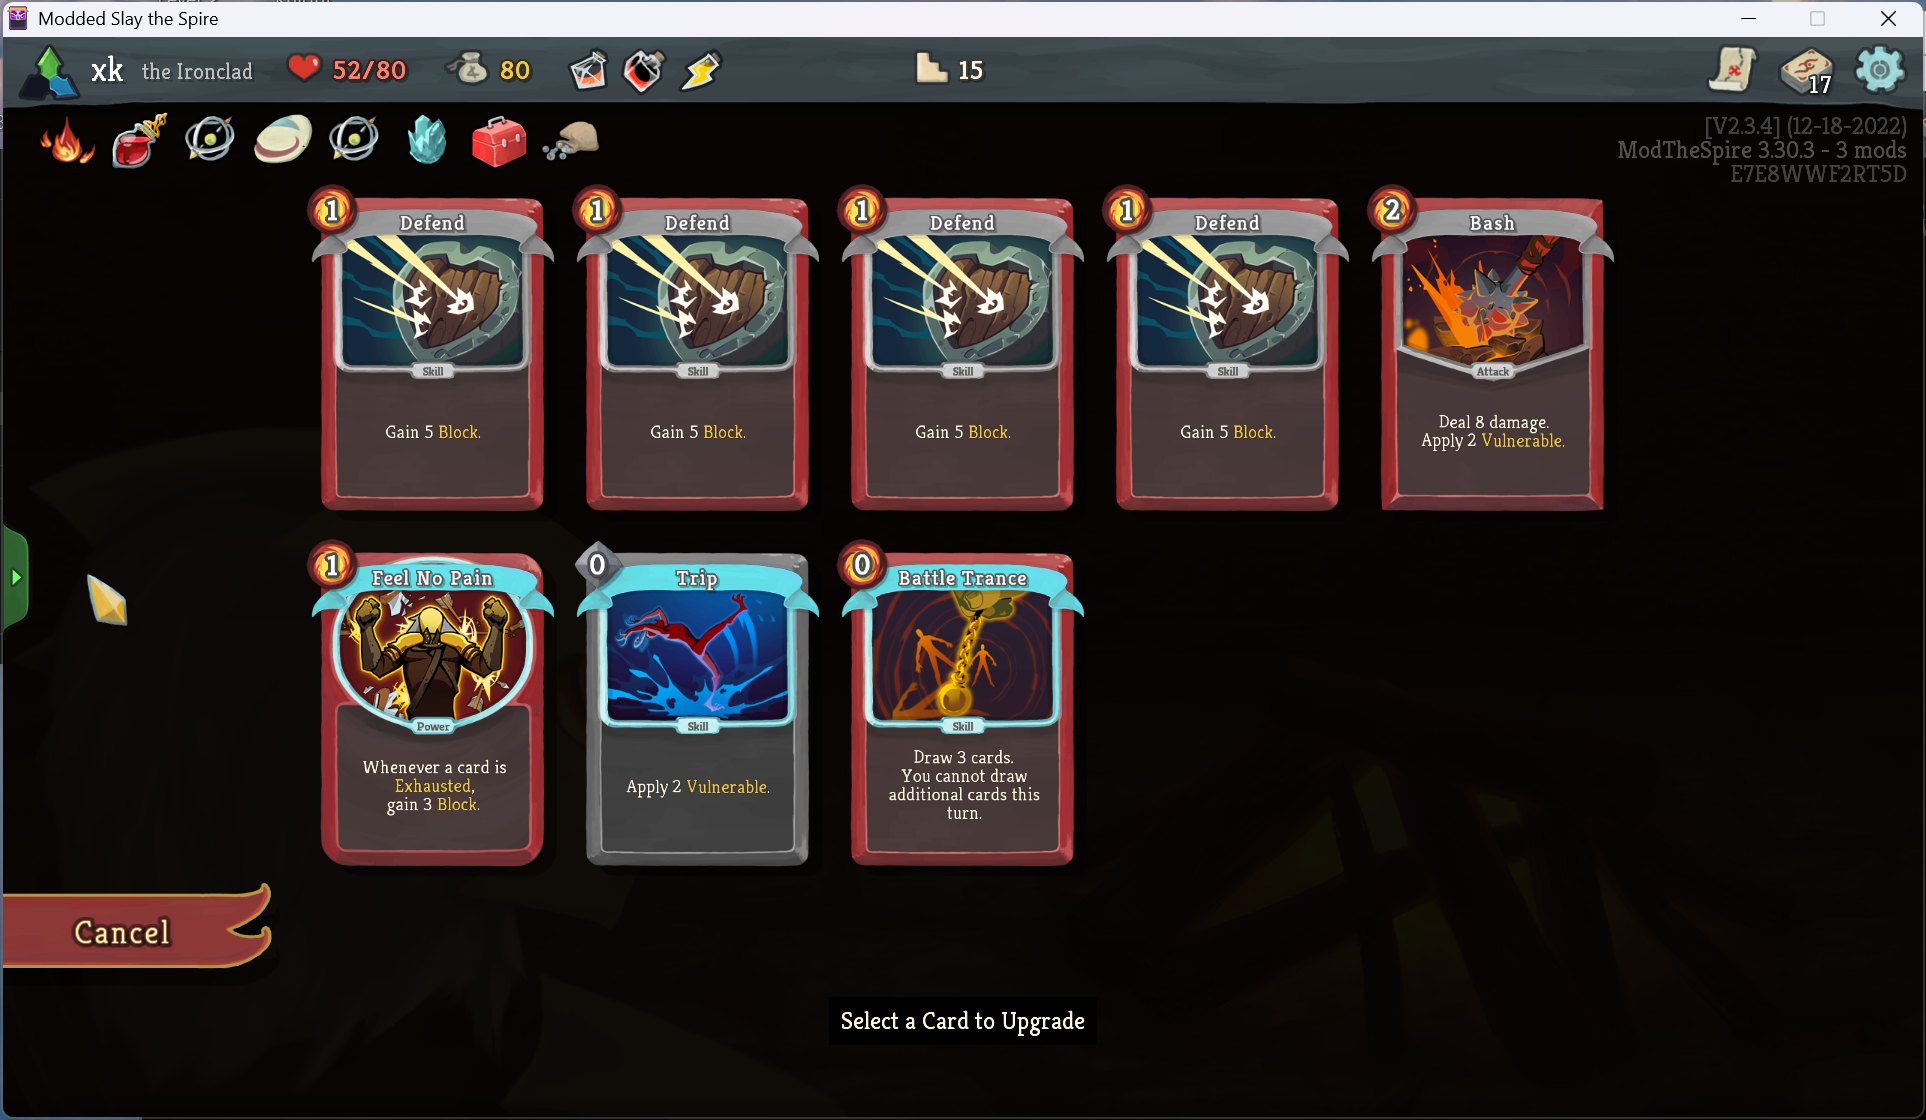 Modded Slay the Spire
xk the Ironclad 52/80 80 15 17
[V2.3.4] (12-18-2022)
ModTheSpire 3.30.3 - 3 mods
E7E8WWF2RT5D
1 Defend
Skill
Gain 5 Block.
1 Defend
Skill
Gain 5 Block.
1 Defend
Skill
Gain 5 Block.
1 Defend
Skill
Gain 5 Block.
2 Bash
Attack
Deal 8 damage.
Apply 2 Vulnerable.
1 Feel No Pain
Power
Whenever a card is
Exhausted,
gain 3 Block.
0 Trip
Skill
Apply 2 Vulnerable.
0 Battle Trance
Skill
Draw 3 cards.
You cannot draw
additional cards this
turn.
Cancel
Select a Card to Upgrade